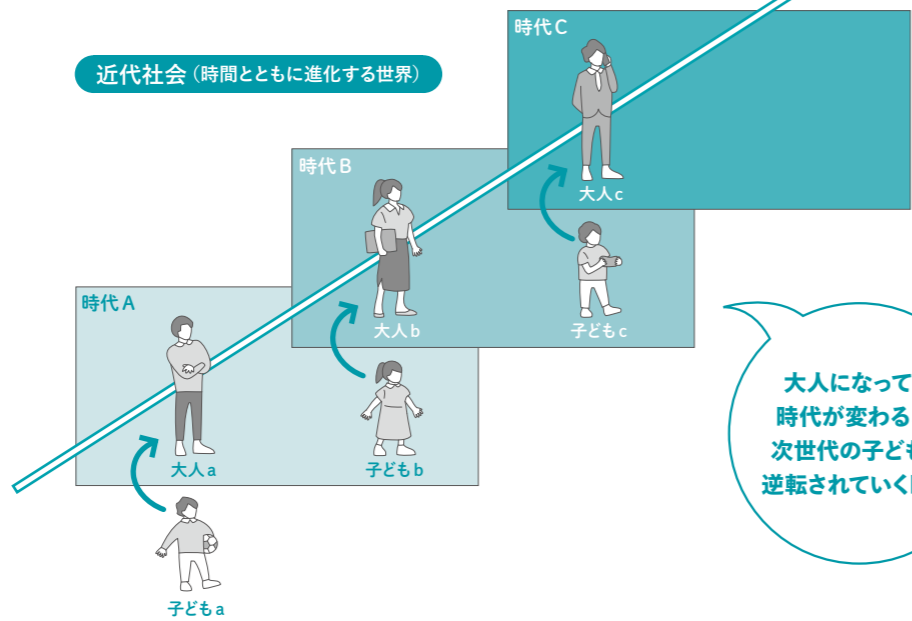 近代社会（時間とともに進化する世界）
時代C
大人c
時代B
大人b
子どもc
時代A
大人a
子どもb
子どもa
大人になって
時代が変わる
次世代の子ど
逆転されていく